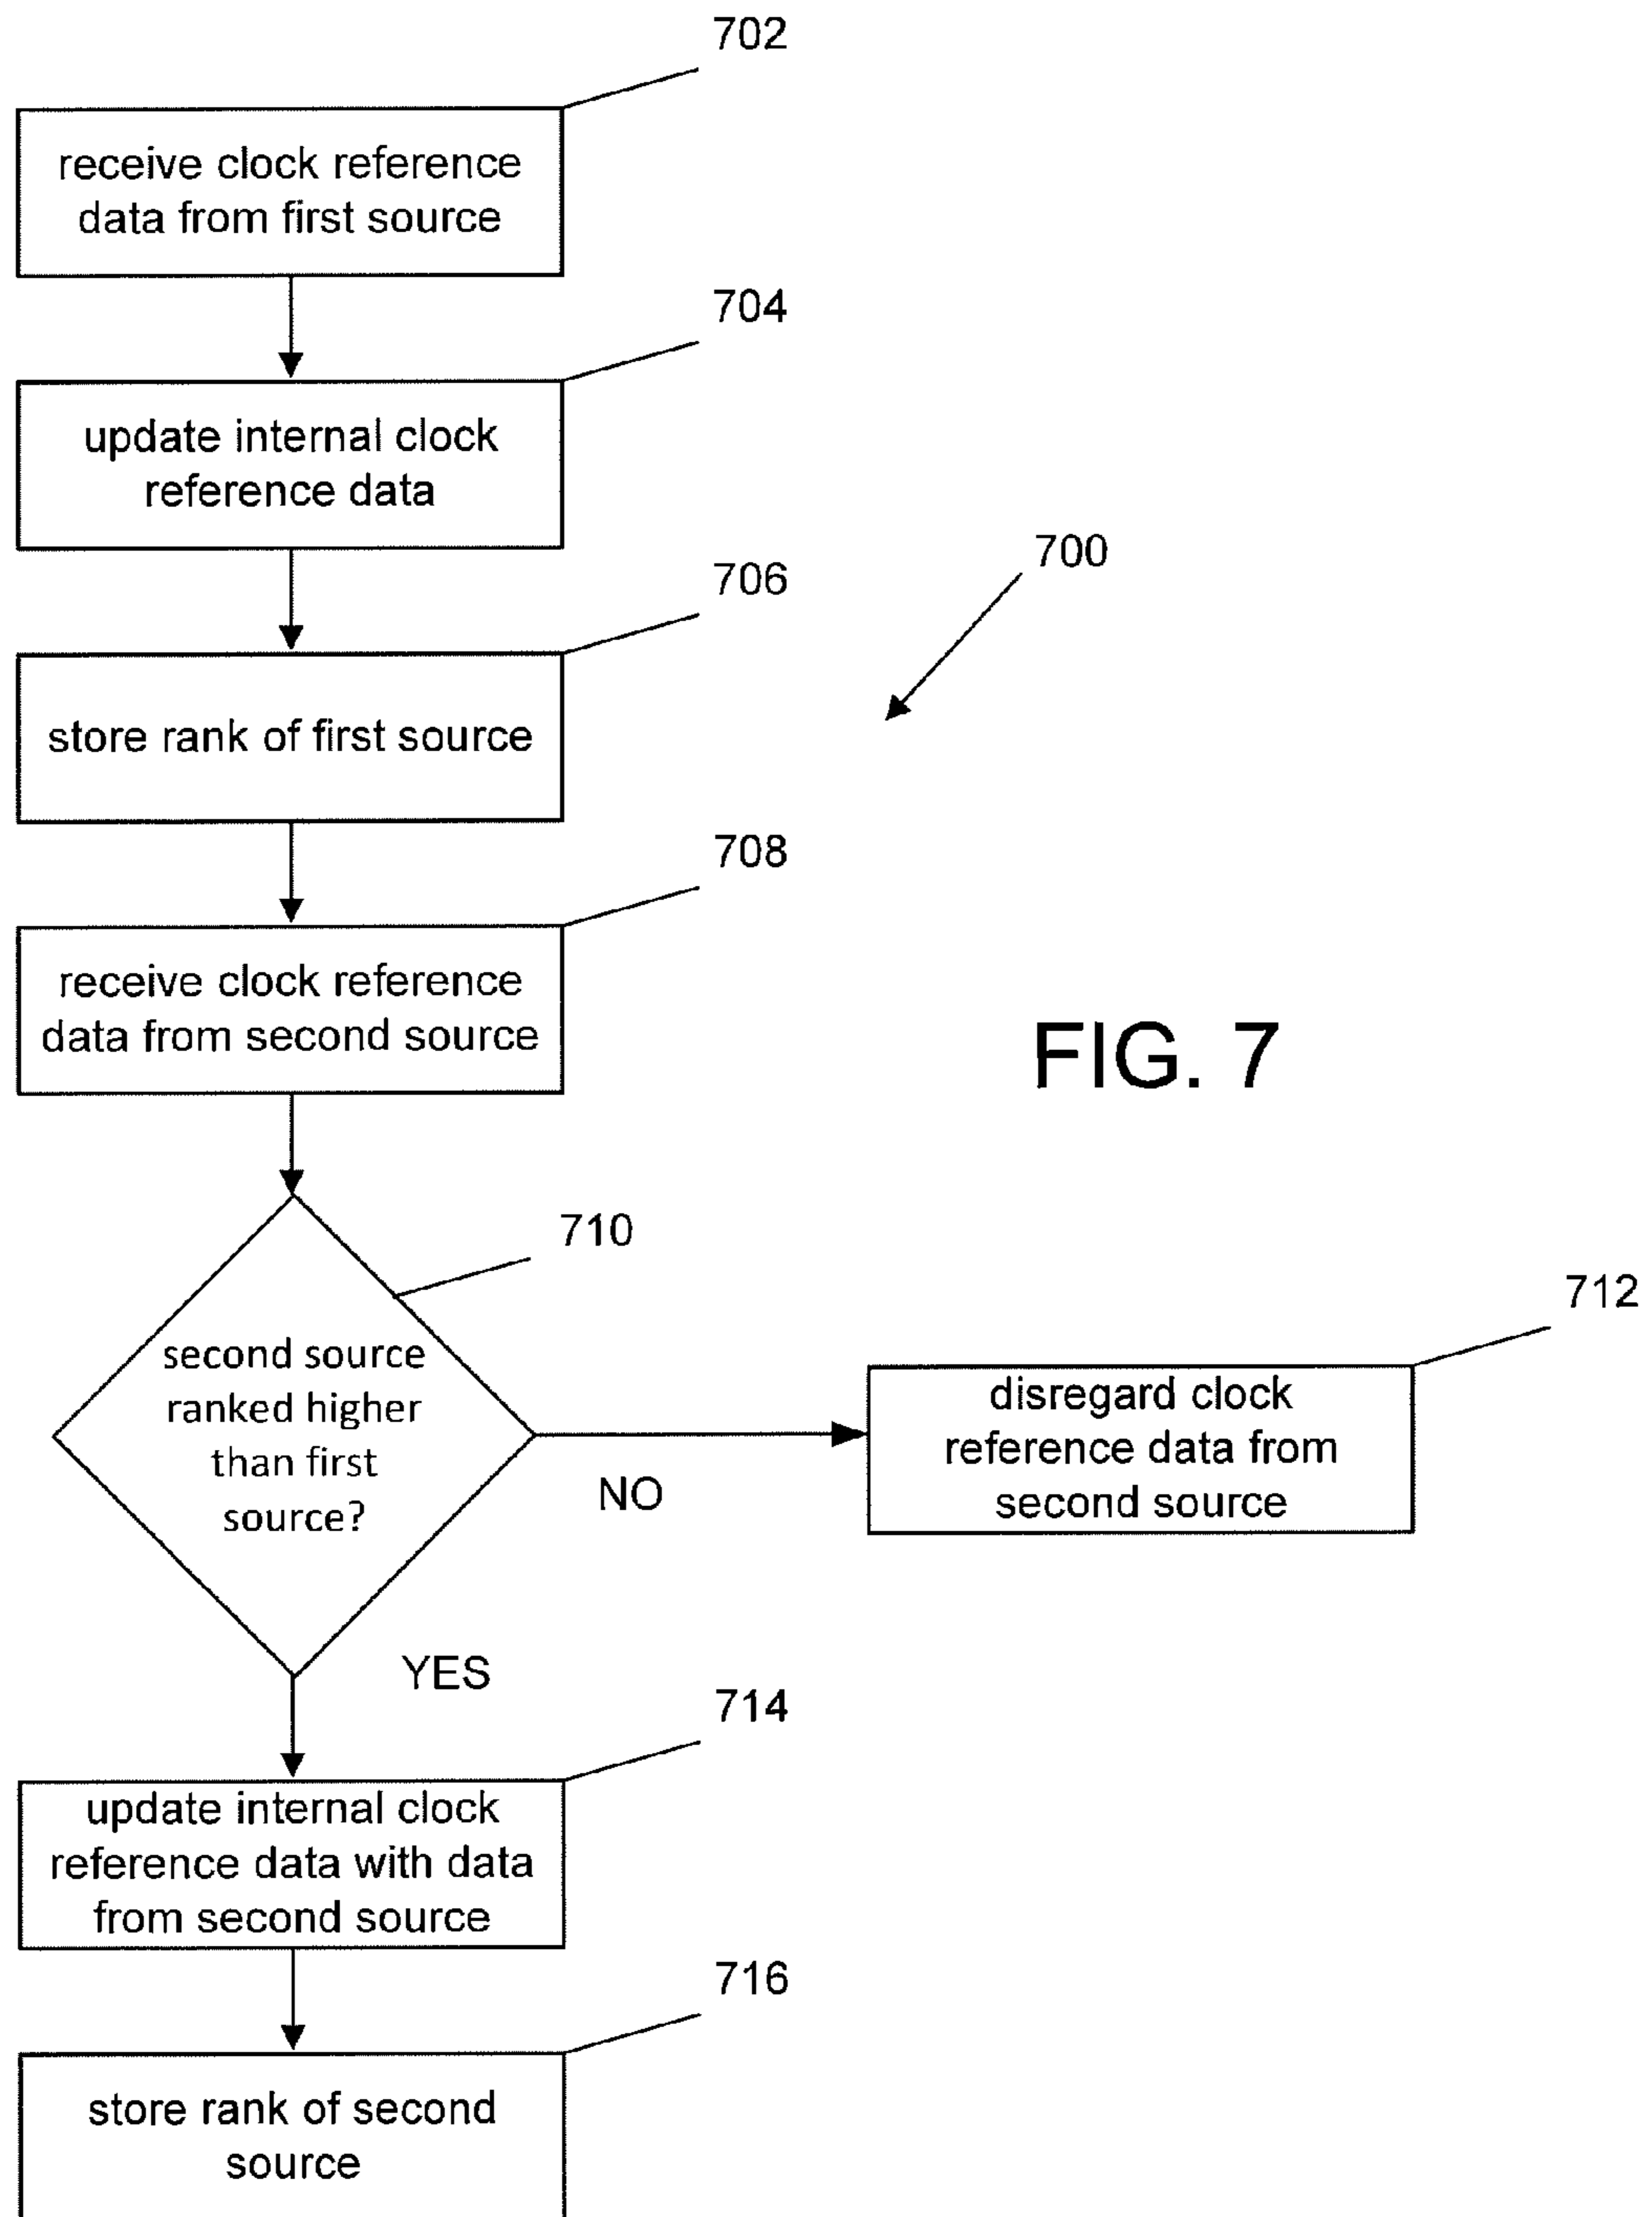 702
receive clock reference
data from first source
704
update internal clock
reference data
706
700
store rank of first source
708
receive clock reference
data from second source
FIG. 7
710
712
second source
ranked higher
than first
source?
disregard clock
reference data from
second source
NO
YES
714
update internal clock
reference data with data
from second source
716
store rank of second
source